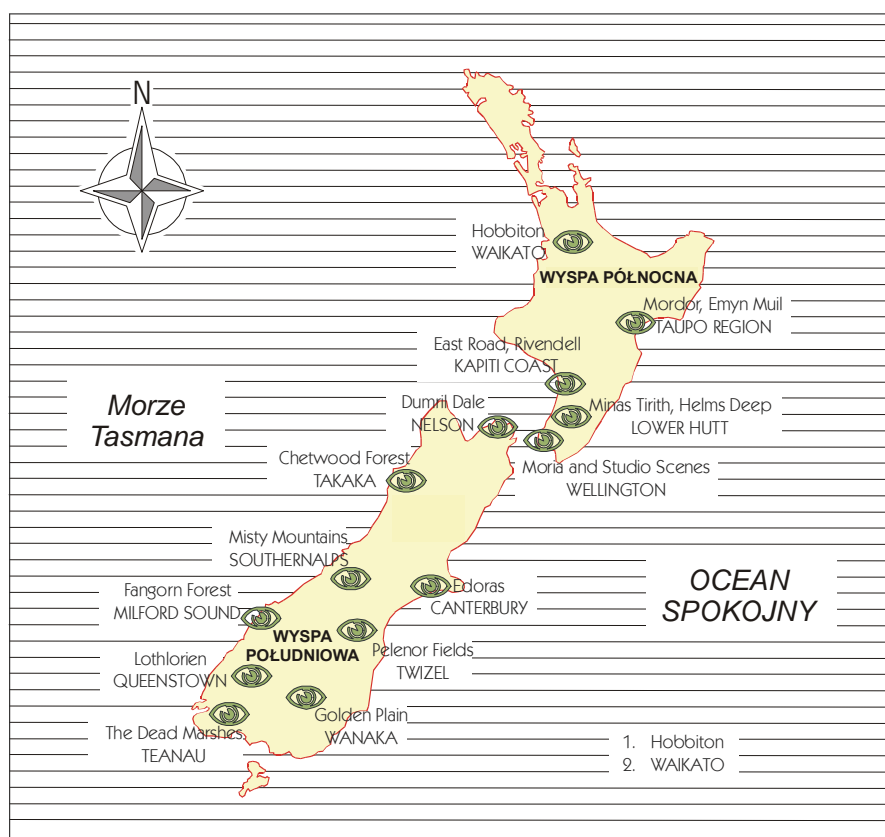 N
Hobbiton
WAIKATO
WYSPA PÓŁNOCNA
Mordor, Emyn Muil
TAUPO REGION
East Road, Rivendell
KAPITI COAST
Morze
Tasmana
Dumril Dale
NELSON
Minas Tirith, Helms Deep
LOWER HUTT
Chetwood Forest
TAKAKA
Moria and Studio Scenes
WELLINGTON
Misty Mountains
SOUTHERNALPS
Fangorn Forest
MILFORD SOUND
Edoras
CANTERBURY
OCEAN
SPOKOJNY
WYSPA
POŁUDNIOWA
Pelenor Fields
TWIZEL
Lothlorien
QUEENSTOWN
Golden Plain
WANAKA
The Dead Marshes
TEANAU
1. Hobbiton
2. WAIKATO